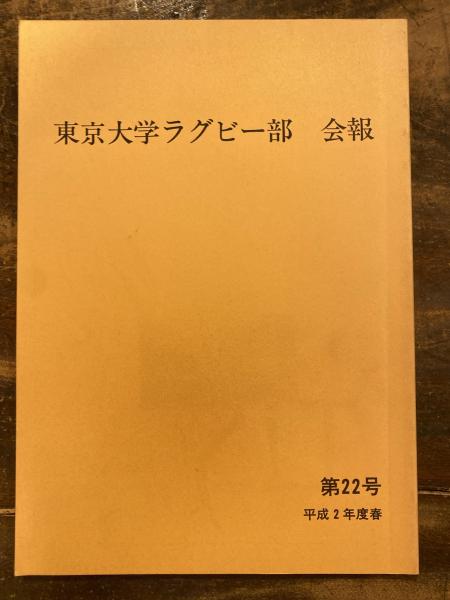 東京大学ラグビー部　会報
第22号
平成2年度春